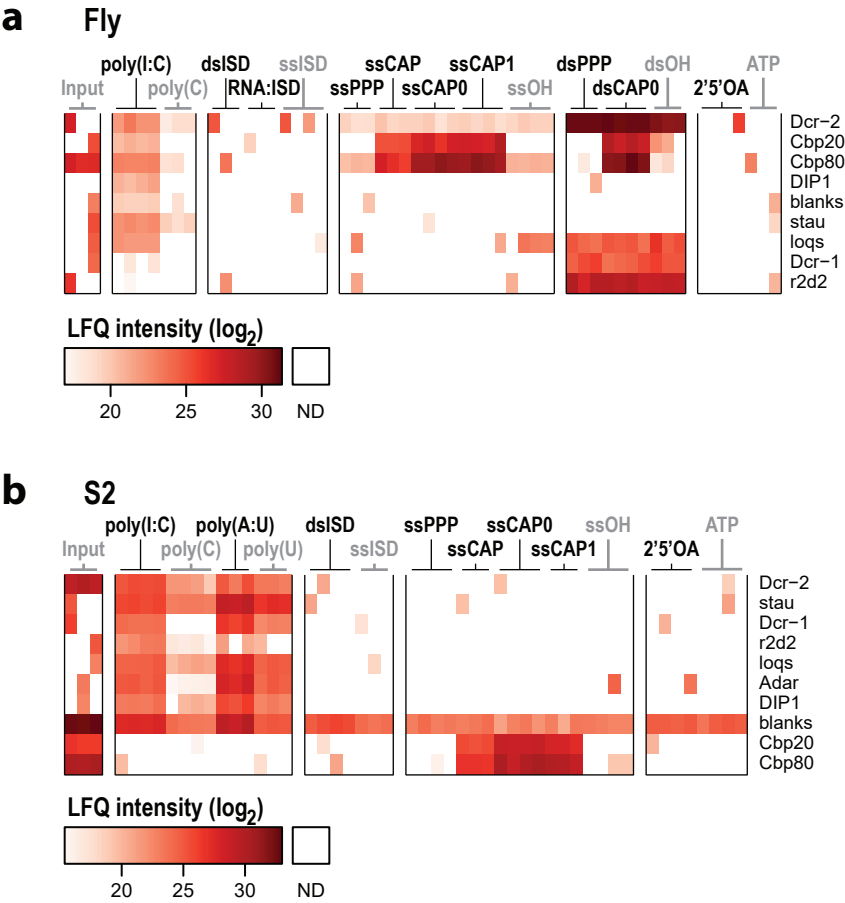 a Fly
poly(I:C) dsISD ssISD ssCAP ssCAP1 dsPPP dsOH ATP
Input poly(C) RNA:ISD ssPPP ssCAP0 ssOH dsCAP0 2'5'OA
Dcr−2
Cbp20
Cbp80
DIP1
blanks
stau
loqs
Dcr−1
r2d2
LFQ intensity (log2)
20 25 30 ND
b S2
poly(I:C) poly(A:U) dsISD ssPPP ssCAP0 ssOH ATP
Input poly(C) poly(U) ssISD ssCAP ssCAP1 2'5'OA
Dcr−2
stau
Dcr−1
r2d2
loqs
Adar
DIP1
blanks
Cbp20
Cbp80
LFQ intensity (log2)
20 25 30 ND